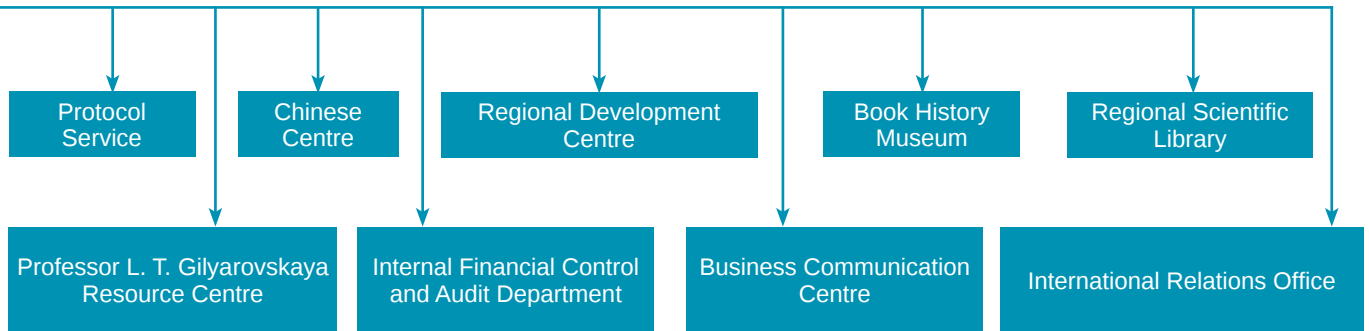 Protocol
Service
Chinese
Centre
Regional Development
Centre
Book History
Museum
Regional Scientific
Library
Professor L. T. Gilyarovskaya
Resource Centre
Internal Financial Control
and Audit Department
Business Communication
Centre
International Relations Office